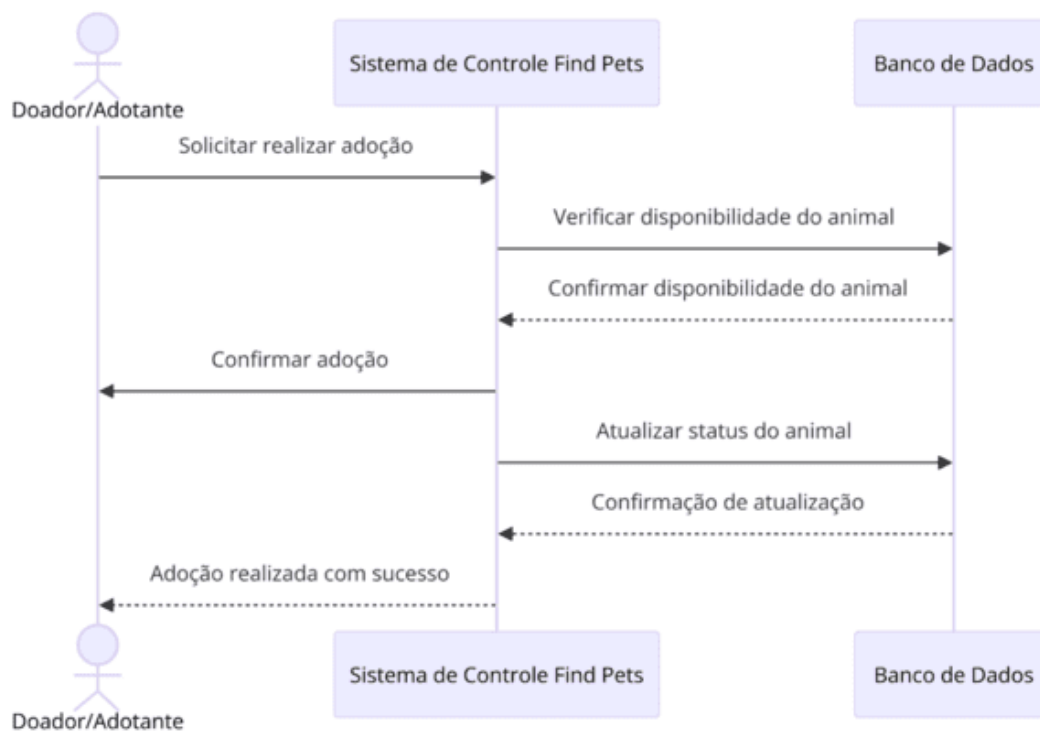 Sistema de Controle Find Pets
Banco de Dados
Doador/Adotante
Solicitar realizar adoção
Verificar disponibilidade do animal
Confirmar disponibilidade do animal
Confirmar adoção
Atualizar status do animal
Confirmação de atualização
Adoção realizada com sucesso
Sistema de Controle Find Pets
Banco de Dados
Doador/Adotante